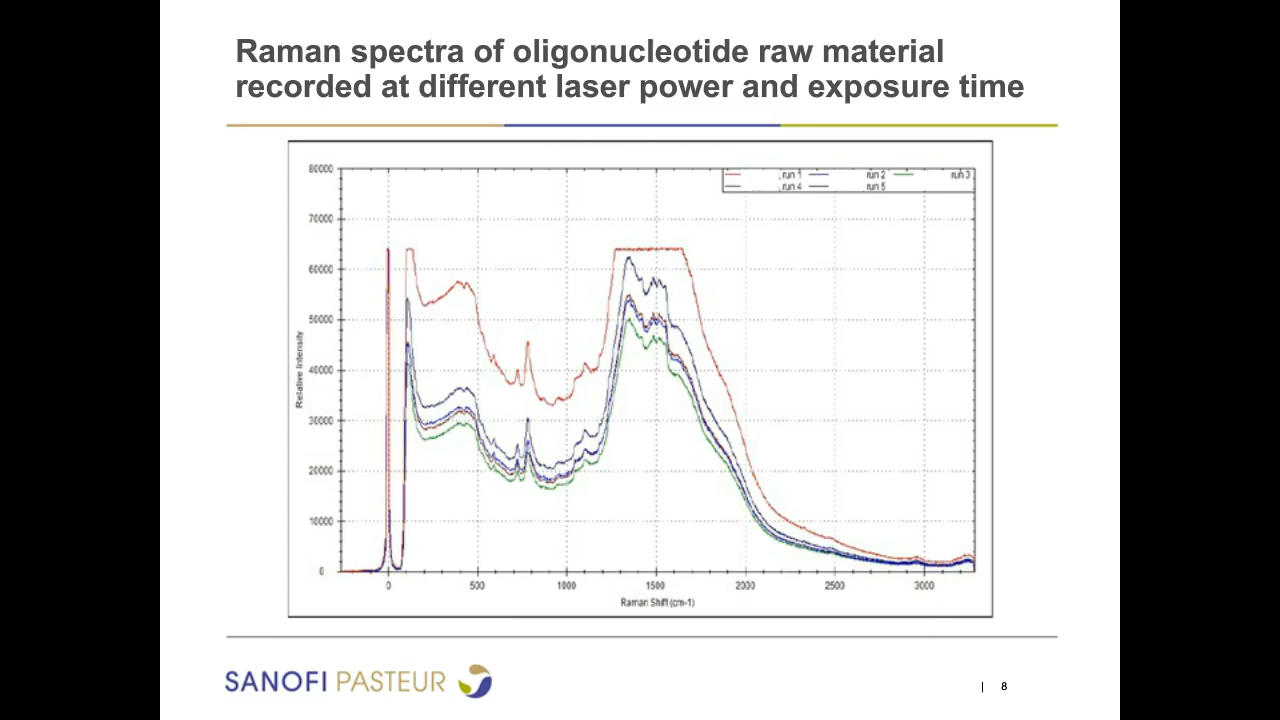 Raman spectra of oligonucleotide raw material
recorded at different laser power and exposure time
80000
70000
60000
50000
40000
30000
20000
10000
0
Relative Intensity
, run 1 run 2 run 3
, run 4 run 5
0 500 1000 1500 2000 2500 3000
Raman Shift (cm-1)
SANOFI PASTEUR
| 8